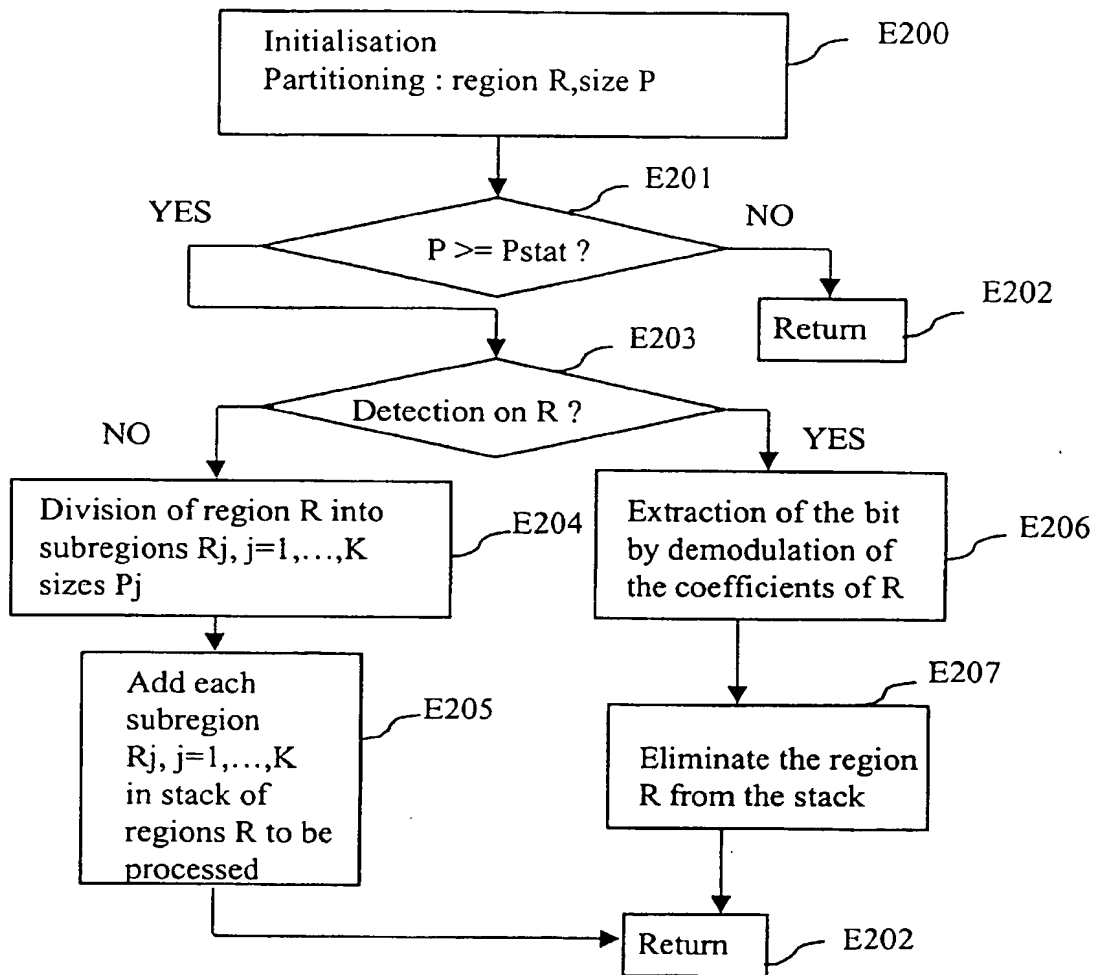 Initialisation
Partitioning : region R,size P
E200
E201
YES
NO
P >= Pstat ?
E202
Return
E203
Detection on R ?
NO
YES
Division of region R into
subregions Rj, j=1,...,K
sizes Pj
E204
Extraction of the bit
by demodulation of
the coefficients of R
E206
Add each
subregion
Rj, j=1,...,K
in stack of
regions R to be
processed
E205
E207
Eliminate the region
R from the stack
Return
E202